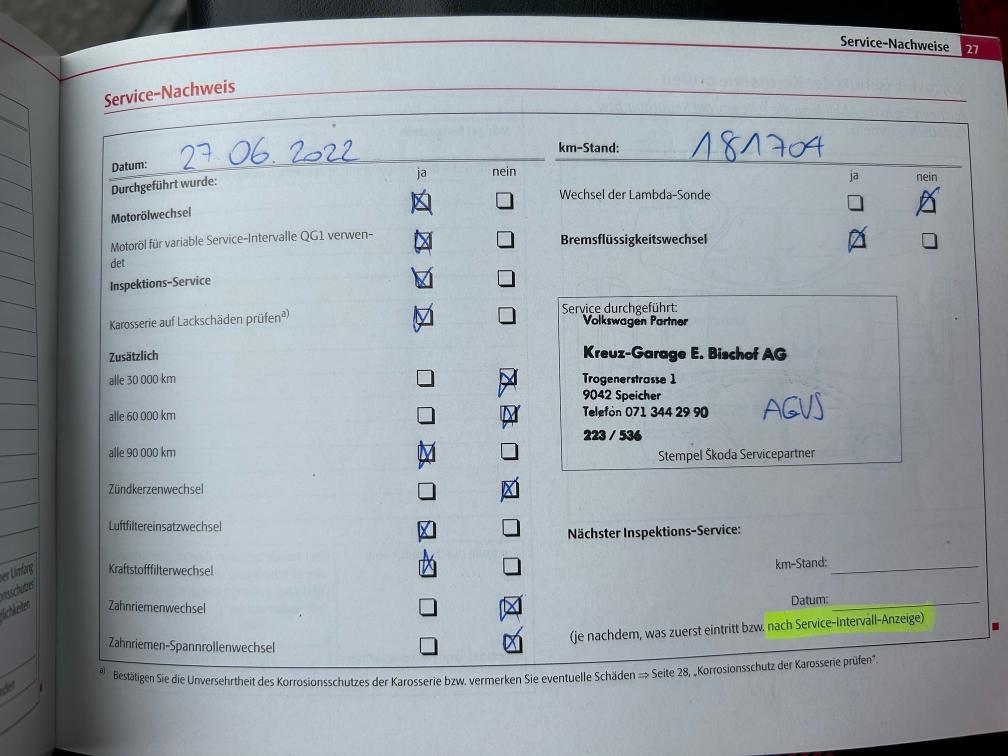 Service-Nachweise 27
Service-Nachweis
Datum: 27.06.2022
Durchgeführt wurde:
ja nein
Motorölwechsel
Motoröl für variable Service-Intervalle QG1 verwen-
det
Inspektions-Service
Karosserie auf Lackschäden prüfen a)
Zusätzlich
alle 30 000 km
alle 60 000 km
alle 90 000 km
Zündkerzenwechsel
Luftfiltereinsatzwechsel
Kraftstofffilterwechsel
Zahnriemenwechsel
Zahnriemen-Spannrollenwechsel
km-Stand: 181704
ja nein
Wechsel der Lambda-Sonde
Bremsflüssigkeitswechsel
Service durchgeführt:
Volkswagen Partner
Kreuz-Garage E. Bischof AG
Trogenerstrasse 1
9042 Speicher
Telefon 071 344 29 90
AGUS
223 / 536
Stempel Škoda Servicepartner
Nächster Inspektions-Service:
km-Stand:
Datum:
(je nachdem, was zuerst eintritt bzw. nach Service-Intervall-Anzeige)
a) Bestätigen Sie die Unversehrtheit des Korrosionsschutzes der Karosserie bzw. vermerken Sie eventuelle Schäden ⇒ Seite 28, „Korrosionsschutz der Karosserie prüfen“.